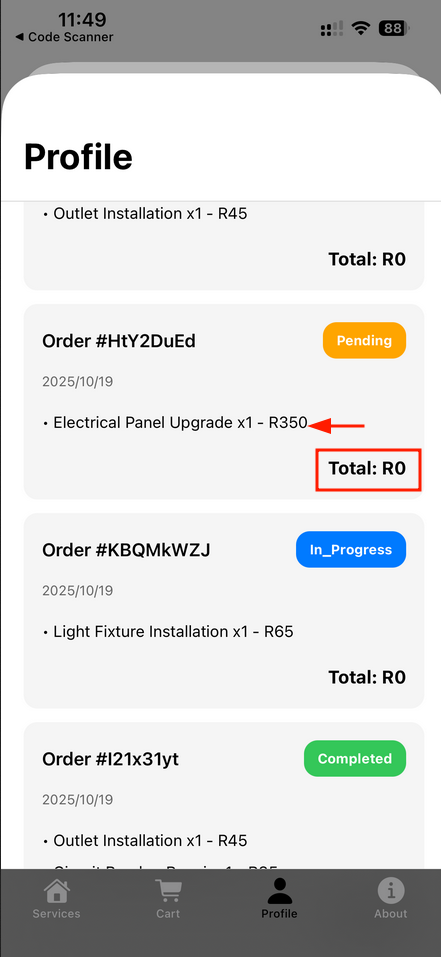 11:49
88
◀ Code Scanner
Profile
• Outlet Installation x1 - R45
Total: R0
Order #HtY2DuEd
Pending
2025/10/19
• Electrical Panel Upgrade x1 - R350
Total: R0
Order #KBQMkWZJ
In_Progress
2025/10/19
• Light Fixture Installation x1 - R65
Total: R0
Order #I21x31yt
Completed
2025/10/19
• Outlet Installation x1 - R45
Services
Cart
Profile
About